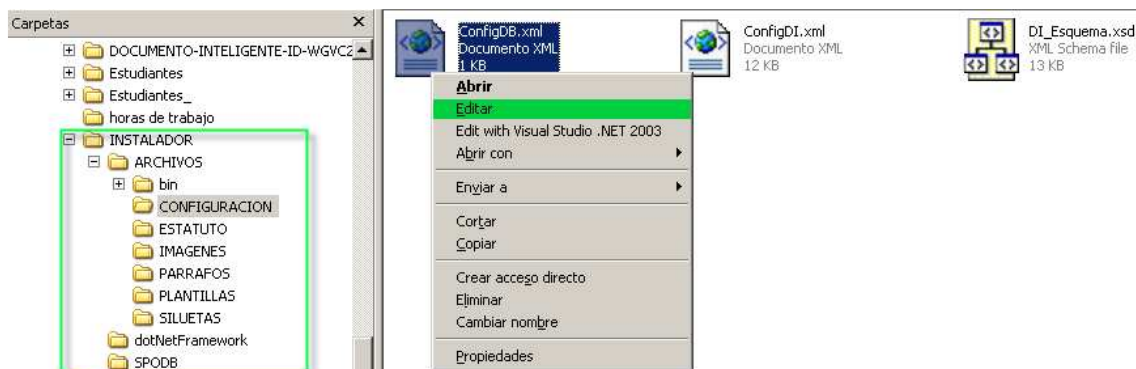 Carpetas
DOCUMENTO-INTELIGENTE-ID-WGVC2
Estudiantes
Estudiantes_
horas de trabajo
INSTALADOR
ARCHIVOS
bin
CONFIGURACION
ESTATUTO
IMAGENES
PARRAFOS
PLANTILLAS
SILUETAS
dotNetFramework
SPODB
ConfigDB.xml
Documento XML
1 KB
ConfigDI.xml
Documento XML
12 KB
DI_Esquema.xsd
XML Schema file
13 KB
Abrir
Editar
Edit with Visual Studio .NET 2003
Abrir con
Enviar a
Cortar
Copiar
Crear acceso directo
Eliminar
Cambiar nombre
Propiedades